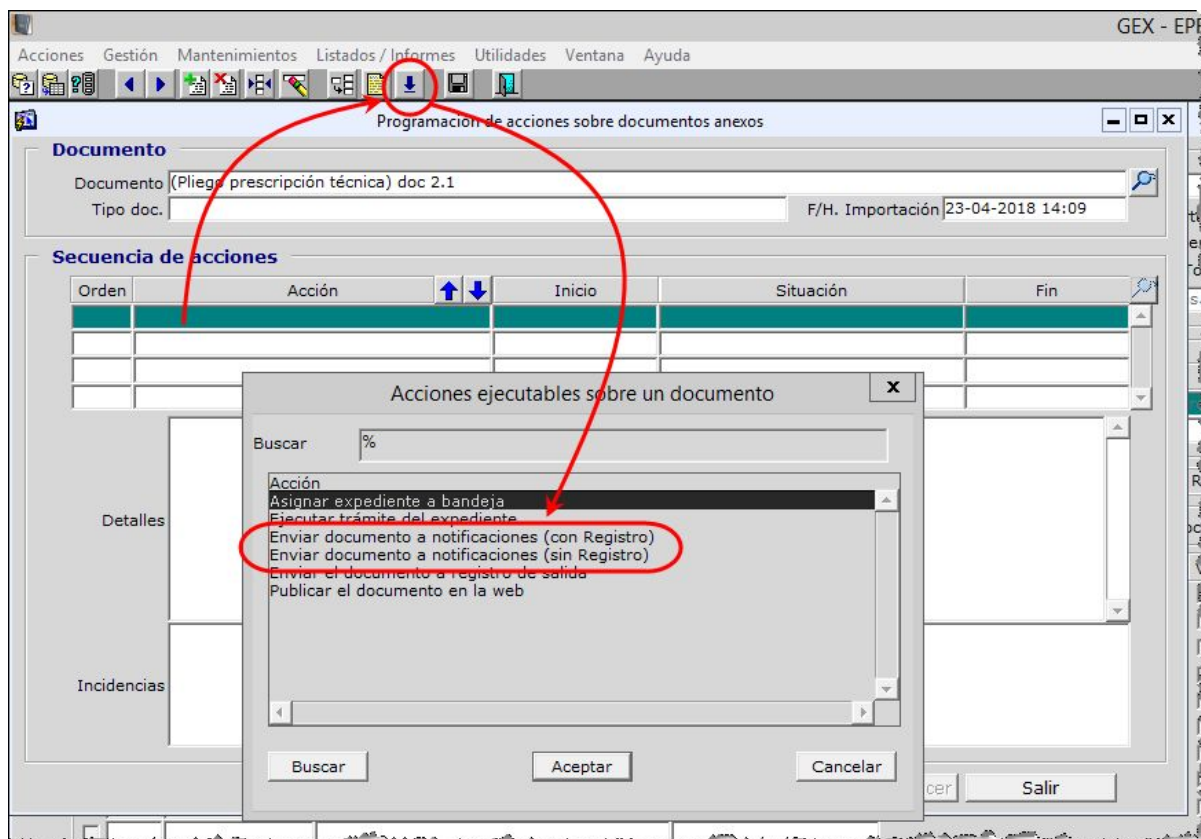 GEX - EPE
Acciones Gestión Mantenimientos Listados / Informes Utilidades Ventana Ayuda
Programación de acciones sobre documentos anexos
Documento
Documento (Pliego prescripción técnica) doc 2.1
Tipo doc. F/H. Importación 23-04-2018 14:09
Secuencia de acciones
Orden Acción Inicio Situación Fin
Acciones ejecutables sobre un documento x
Buscar %
Acción
Asignar expediente a bandeja
Ejecutar trámite del expediente
Enviar documento a notificaciones (con Registro)
Enviar documento a notificaciones (sin Registro)
Enviar el documento a registro de salida
Publicar el documento en la web
Detalles
Incidencias
Buscar Aceptar Cancelar
cer Salir